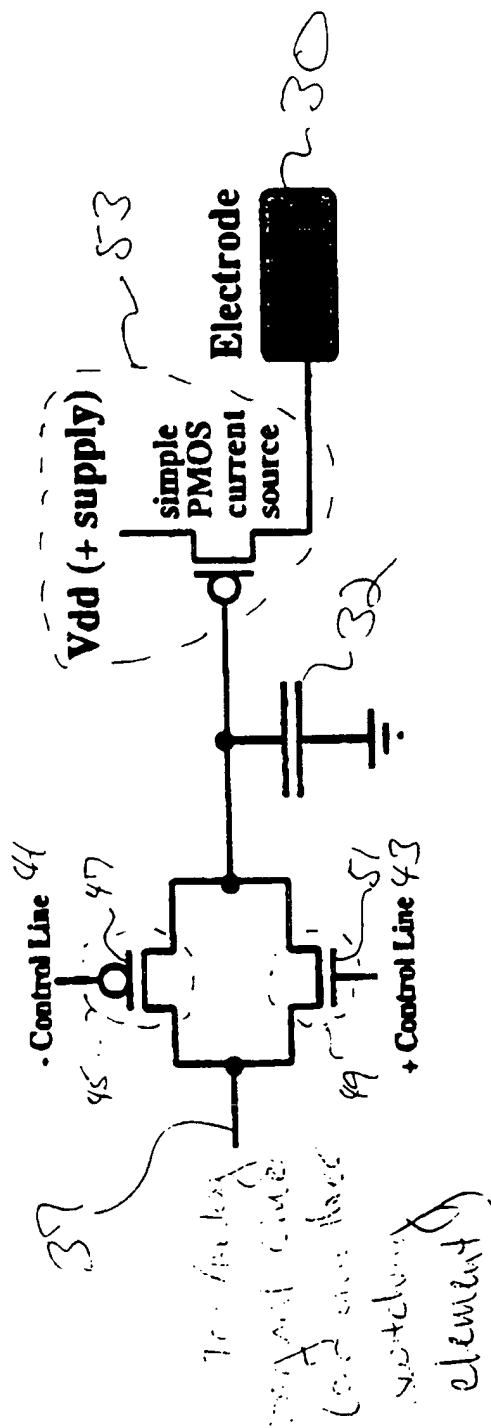 53
Vdd (+ supply)
simple
PMOS
current
source
Electrode
30
32
- Control Line 41
47
45
37
49
51
+ Control Line 43
element)